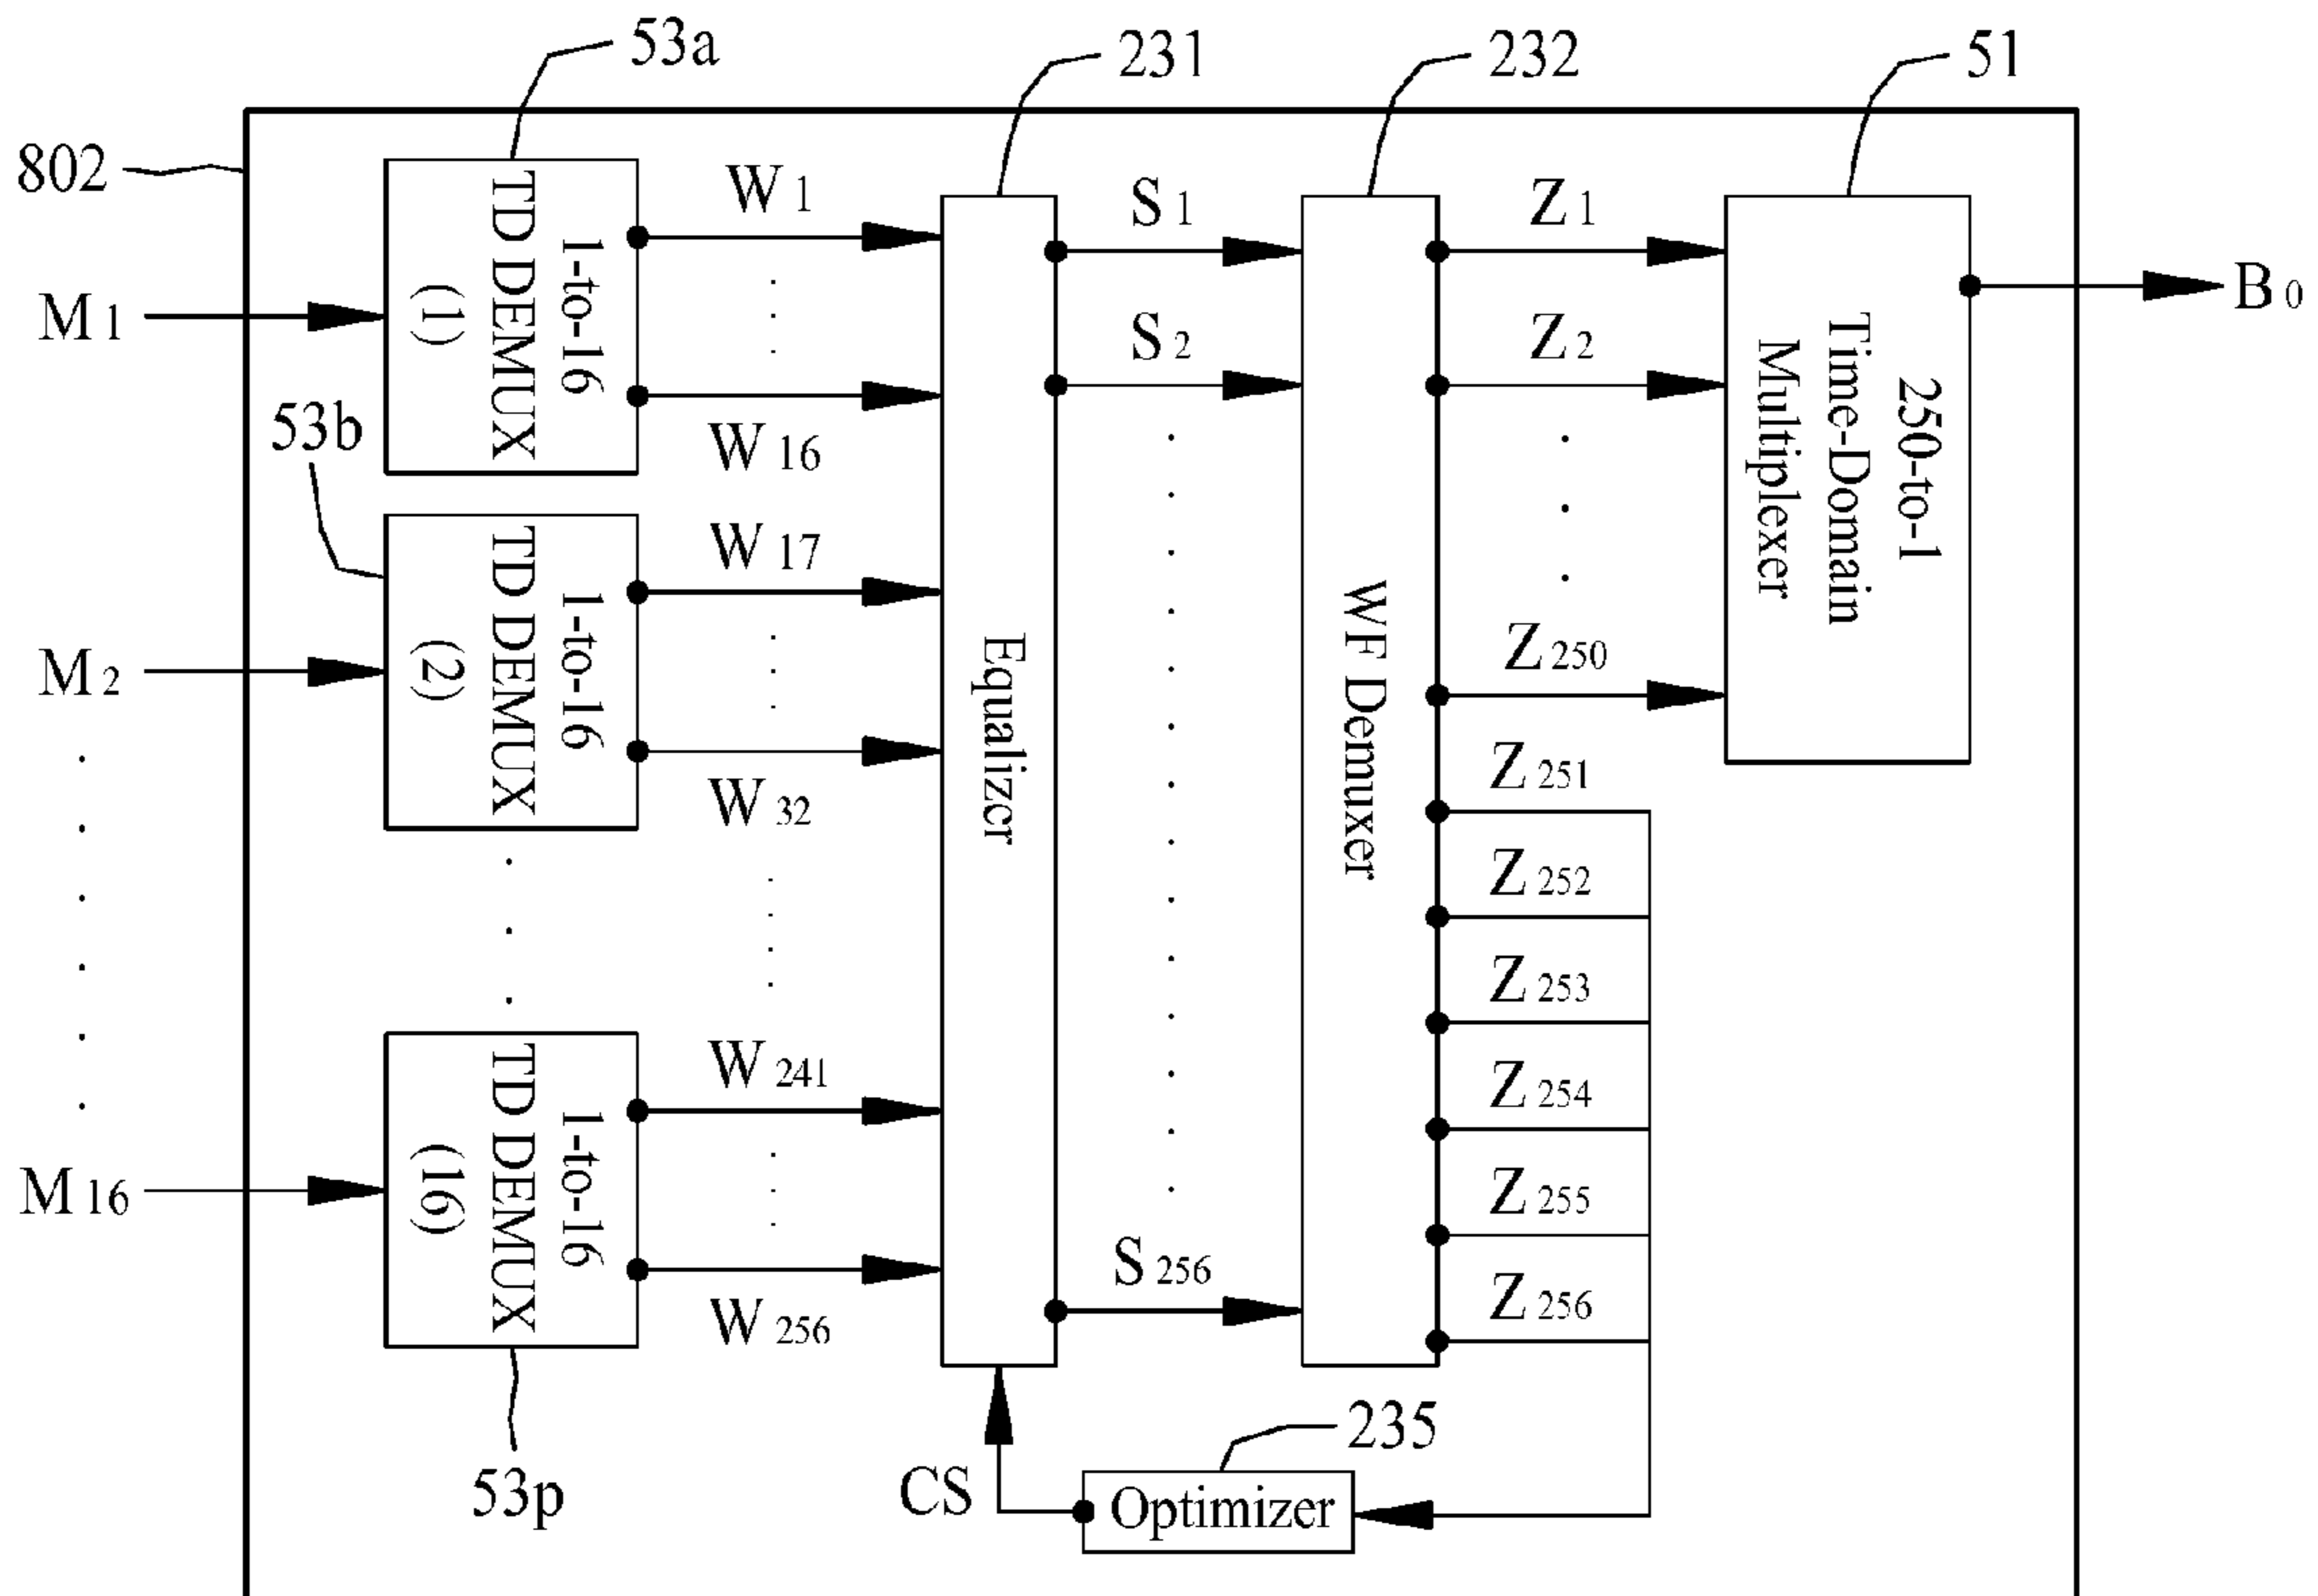 53a
231
232
51
802
M1
M2
M16
53b
53p
1-to-16
TD DEMUX
(1)
1-to-16
TD DEMUX
(2)
1-to-16
TD DEMUX
(16)
W1
W16
W17
W32
W241
W256
Equalizer
S1
S2
S256
WF Demuxer
Z1
Z2
Z250
Z251
Z252
Z253
Z254
Z255
Z256
250-to-1
Time-Domain
Multiplexer
B0
CS
Optimizer
235